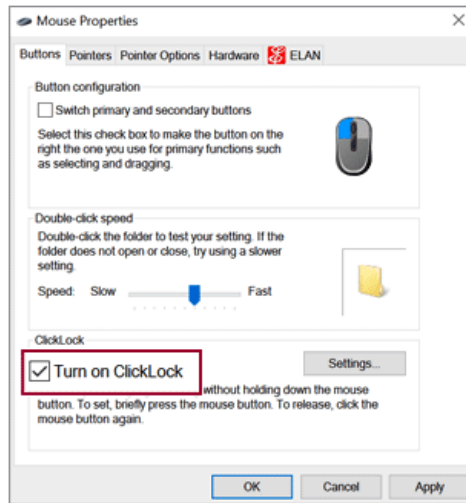 Mouse Properties
Buttons Pointers Pointer Options Hardware ELAN
Button configuration
Switch primary and secondary buttons
Select this check box to make the button on the
right the one you use for primary functions such
as selecting and dragging.
Double-click speed
Double-click the folder to test your setting. If the
folder does not open or close, try using a slower
setting.
Speed: Slow Fast
ClickLock
Turn on ClickLock
Settings...
without holding down the mouse
button. To set, briefly press the mouse button. To release, click the
mouse button again.
OK Cancel Apply